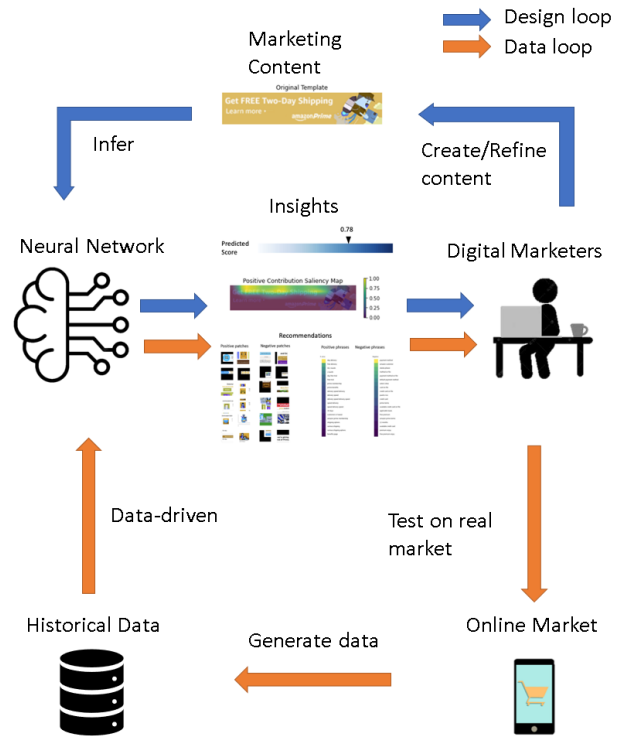 Design loop
Data loop
Marketing
Content
Original Template
Get FREE Two-Day Shipping
Learn more
amazonPrime
Infer
Create/Refine
content
Insights
0.78
Predicted
Score
Neural Network
Digital Marketers
Positive Contribution Saliency Map
1.00
0.75
0.50
0.25
0.00
Recommendations
Positive patches
Negative patches
Positive phrases
Negative phrases
Data-driven
Test on real
market
Historical Data
Generate data
Online Market